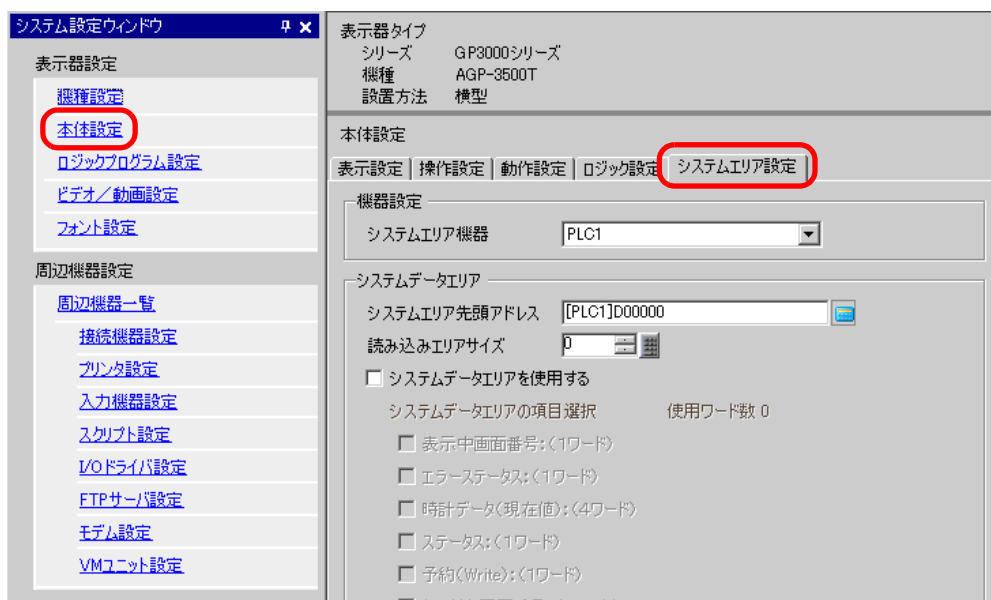 システム設定ウィンドウ
表示器設定
機種設定
本体設定
ロジックプログラム設定
ビデオ／動画設定
フォント設定
周辺機器設定
周辺機器一覧
接続機器設定
プリンタ設定
入力機器設定
スクリプト設定
I/Oドライバ設定
FTPサーバ設定
モデム設定
VMユニット設定
表示器タイプ
シリーズ GP3000シリーズ
機種 AGP-3500T
設置方法 横型
本体設定
表示設定 操作設定 動作設定 ロジック設定 システムエリア設定
機器設定
システムエリア機器 PLC1
システムデータエリア
システムエリア先頭アドレス [PLC1]D00000
読み込みエリアサイズ 0
システムデータエリアを使用する
システムデータエリアの項目選択 使用ワード数 0
表示中画面番号:(1ワード)
エラーステータス:(1ワード)
時計データ(現在値):(4ワード)
ステータス:(1ワード)
予約(Write):(1ワード)